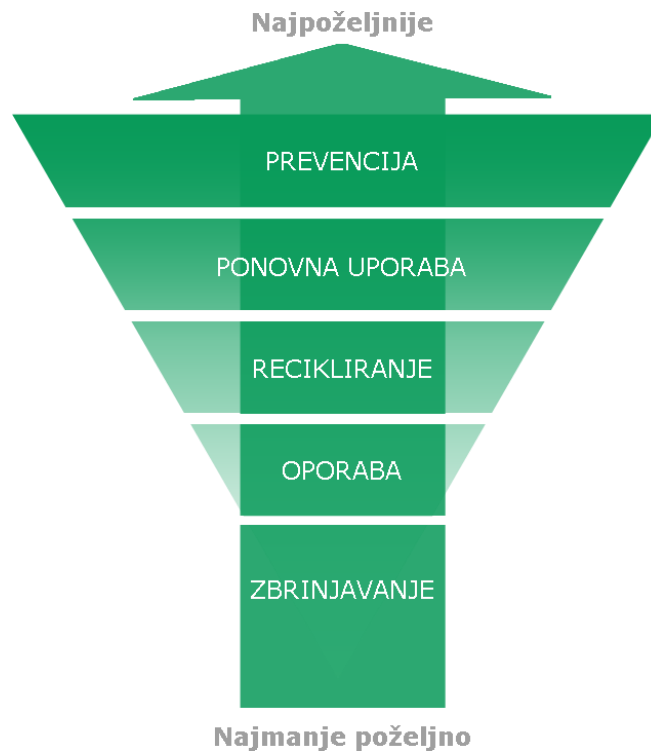 Najpoželjnije
PREVENCIJA
PONOVNA UPORABA
RECIKLIRANJE
OPORABA
ZBRINJAVANJE
Najmanje poželjno